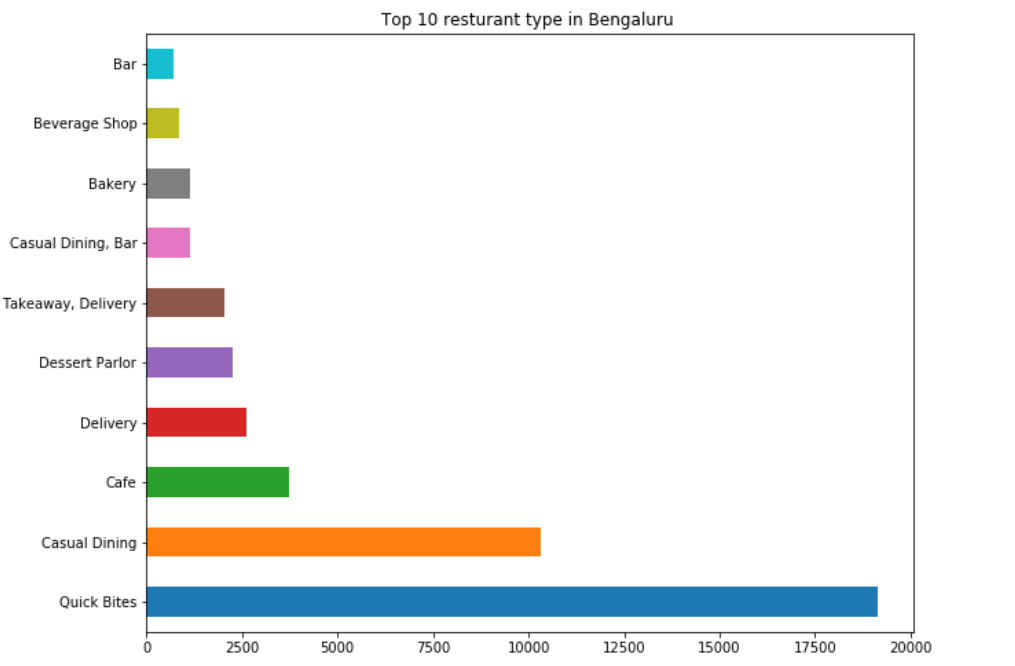 Top 10 resturant type in Bengaluru
Bar
Beverage Shop
Bakery
Casual Dining, Bar
Takeaway, Delivery
Dessert Parlor
Delivery
Cafe
Casual Dining
Quick Bites
0 2500 5000 7500 10000 12500 15000 17500 20000